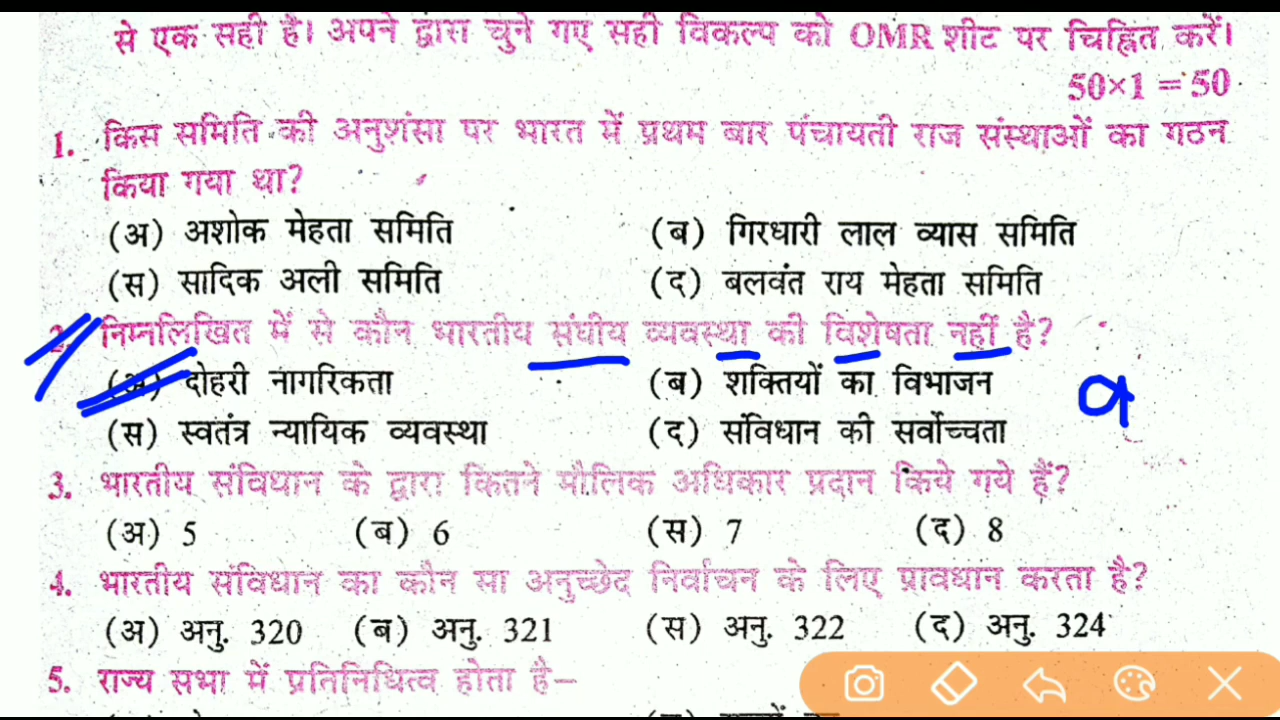 से एक सही है। अपने द्वारा चुने गए सही विकल्प को OMR शीट पर चिह्नित करें।
50×1 = 50
1. किस समिति की अनुशंसा पर भारत में प्रथम बार पंचायती राज संस्थाओं का गठन
किया गया था?
(अ) अशोक मेहता समिति (ब) गिरधारी लाल व्यास समिति
(स) सादिक अली समिति (द) बलवंत राय मेहता समिति
2. निम्नलिखित में से कौन भारतीय संघीय व्यवस्था की विशेषता नहीं है?
(अ) दोहरी नागरिकता (ब) शक्तियों का विभाजन
(स) स्वतंत्र न्यायिक व्यवस्था (द) संविधान की सर्वोच्चता
3. भारतीय संविधान के द्वारा कितने मौलिक अधिकार प्रदान किये गये हैं?
(अ) 5 (ब) 6 (स) 7 (द) 8
4. भारतीय संविधान का कौन सा अनुच्छेद निर्वाचन के लिए प्रावधान करता है?
(अ) अनु. 320 (ब) अनु. 321 (स) अनु. 322 (द) अनु. 324
5. राज्य सभा में प्रतिनिधित्व होता है–